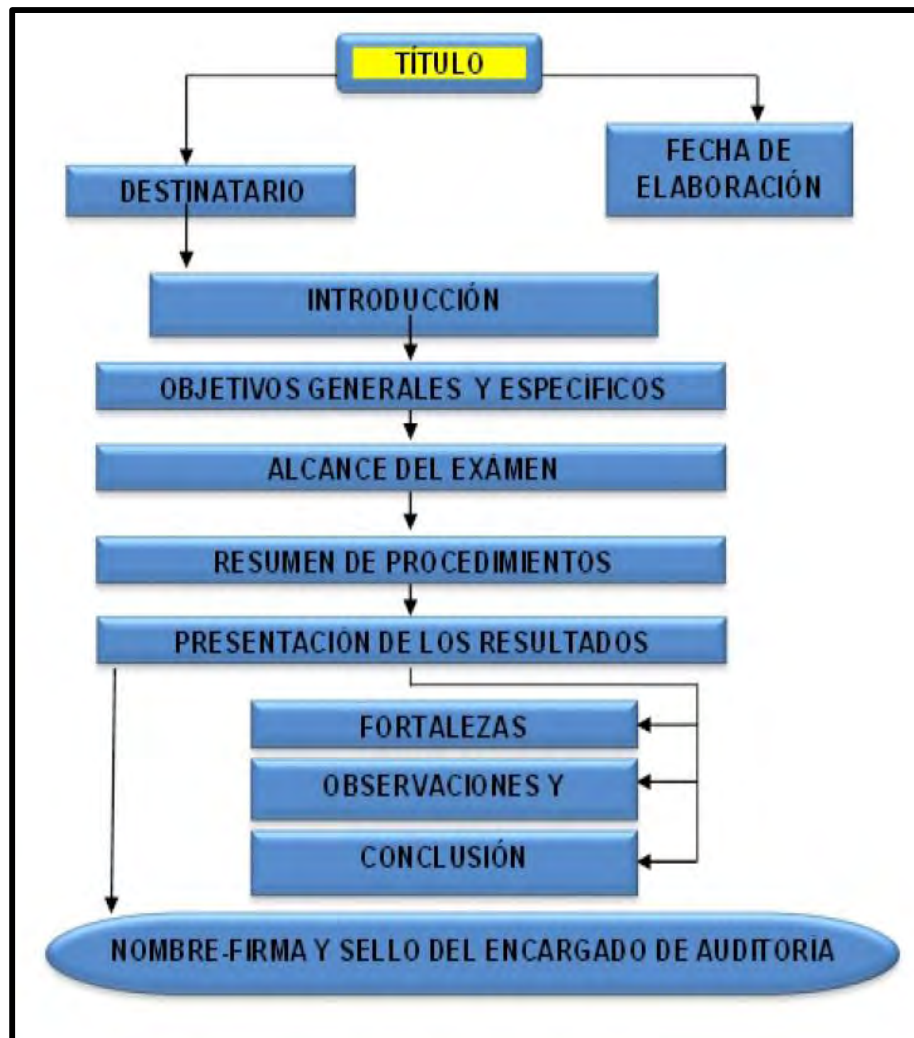 TÍTULO
DESTINATARIO
FECHA DE
ELABORACIÓN
INTRODUCCIÓN
OBJETIVOS GENERALES Y ESPECÍFICOS
ALCANCE DEL EXÁMEN
RESUMEN DE PROCEDIMIENTOS
PRESENTACIÓN DE LOS RESULTADOS
FORTALEZAS
OBSERVACIONES Y
CONCLUSIÓN
NOMBRE-FIRMA Y SELLO DEL ENCARGADO DE AUDITORÍA